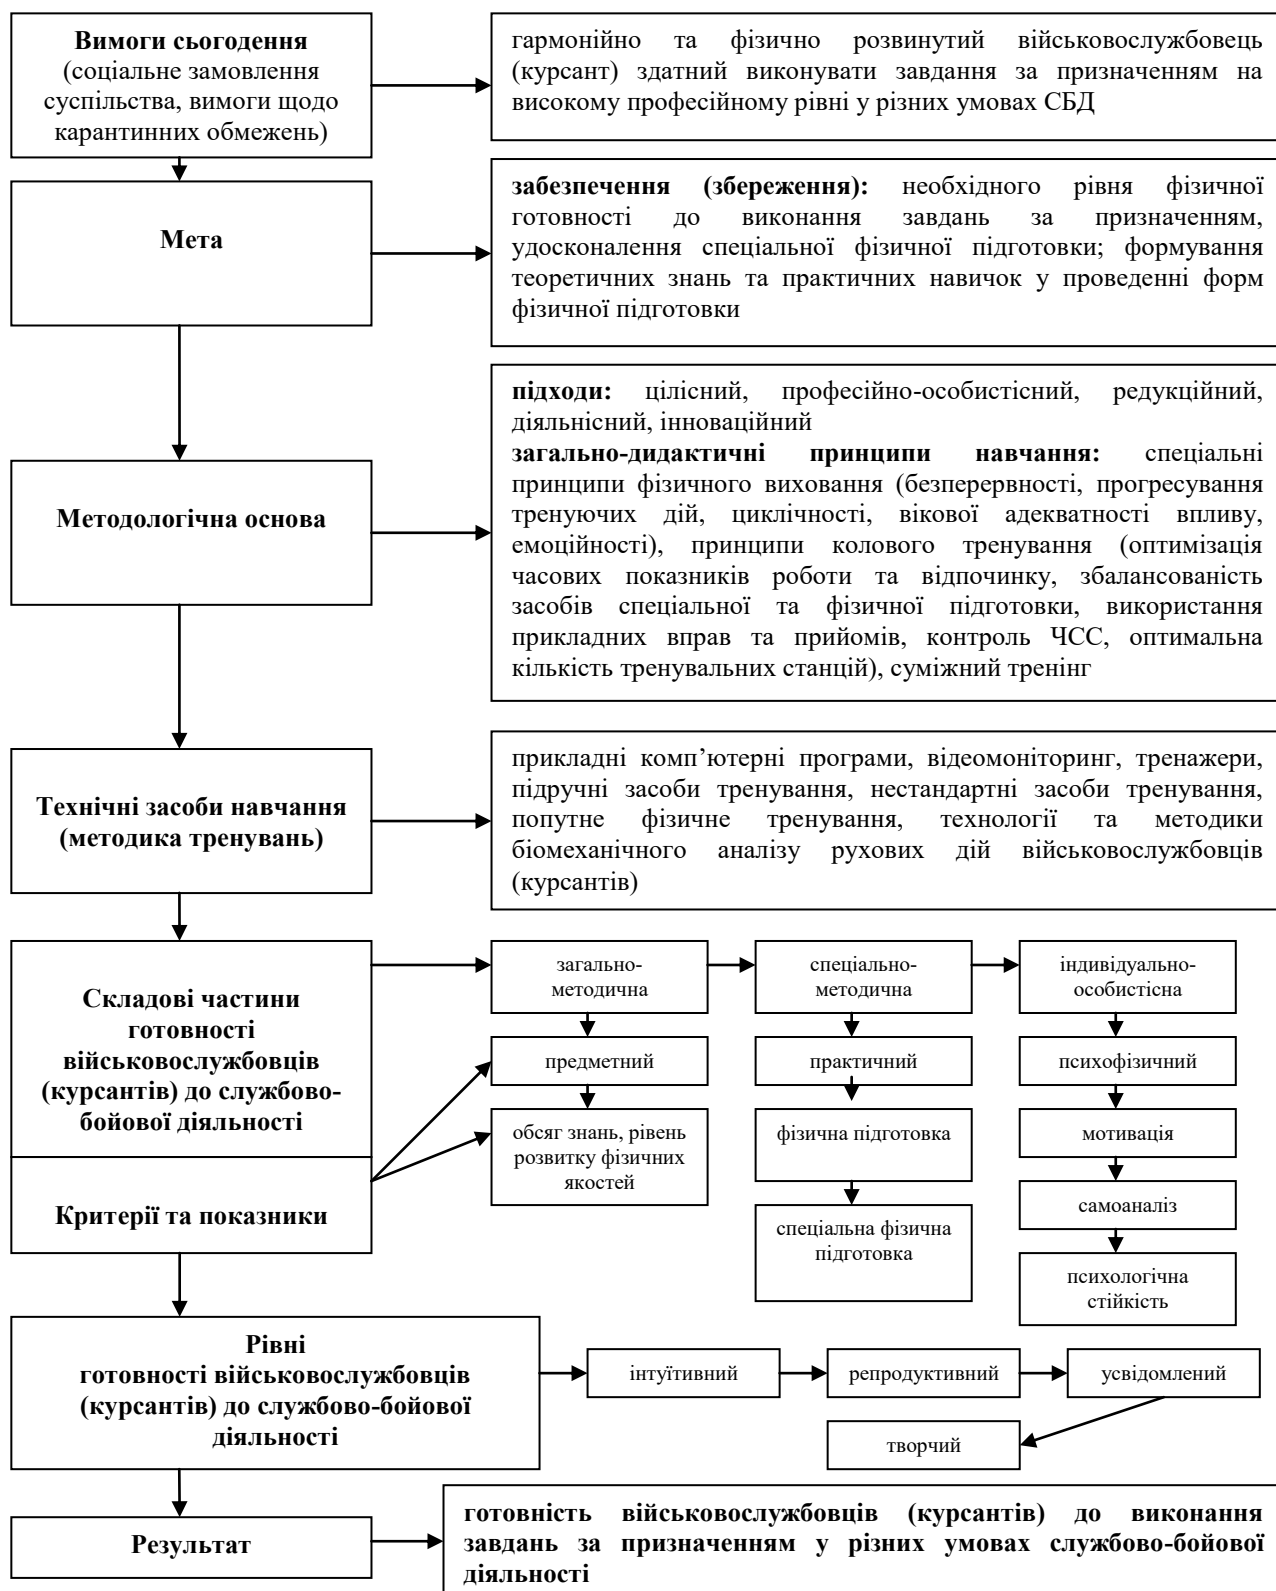 Вимоги сьогодення
(соціальне замовлення
суспільства, вимоги щодо
карантинних обмежень)
гармонійно та фізично розвинутий військовослужбовець
(курсант) здатний виконувати завдання за призначенням на
високому професійному рівні у різних умовах СБД
Мета
забезпечення (збереження): необхідного рівня фізичної
готовності до виконання завдань за призначенням,
удосконалення спеціальної фізичної підготовки; формування
теоретичних знань та практичних навичок у проведенні форм
фізичної підготовки
Методологічна основа
підходи: цілісний, професійно-особистісний, редукційний,
діяльнісний, інноваційний
загально-дидактичні принципи навчання: спеціальні
принципи фізичного виховання (безперервності, прогресування
тренуючих дій, циклічності, вікової адекватності впливу,
емоційності), принципи колового тренування (оптимізація
часових показників роботи та відпочинку, збалансованість
засобів спеціальної та фізичної підготовки, використання
прикладних вправ та прийомів, контроль ЧСС, оптимальна
кількість тренувальних станцій), суміжний тренінг
Технічні засоби навчання
(методика тренувань)
прикладні комп’ютерні програми, відеомоніторинг, тренажери,
підручні засоби тренування, нестандартні засоби тренування,
попутне фізичне тренування, технології та методики
біомеханічного аналізу рухових дій військовослужбовців
(курсантів)
Складові частини
готовності
військовослужбовців
(курсантів) до службово-
бойової діяльності
Критерії та показники
загально-
методична
предметний
обсяг знань, рівень
розвитку фізичних
якостей
спеціально-
методична
практичний
фізична підготовка
спеціальна фізична
підготовка
індивідуально-
особистісна
психофізичний
мотивація
самоаналіз
психологічна
стійкість
Рівні
готовності військовослужбовців
(курсантів) до службово-бойової
діяльності
інтуїтивний
репродуктивний
усвідомлений
творчий
Результат
готовність військовослужбовців (курсантів) до виконання
завдань за призначенням у різних умовах службово-бойової
діяльності